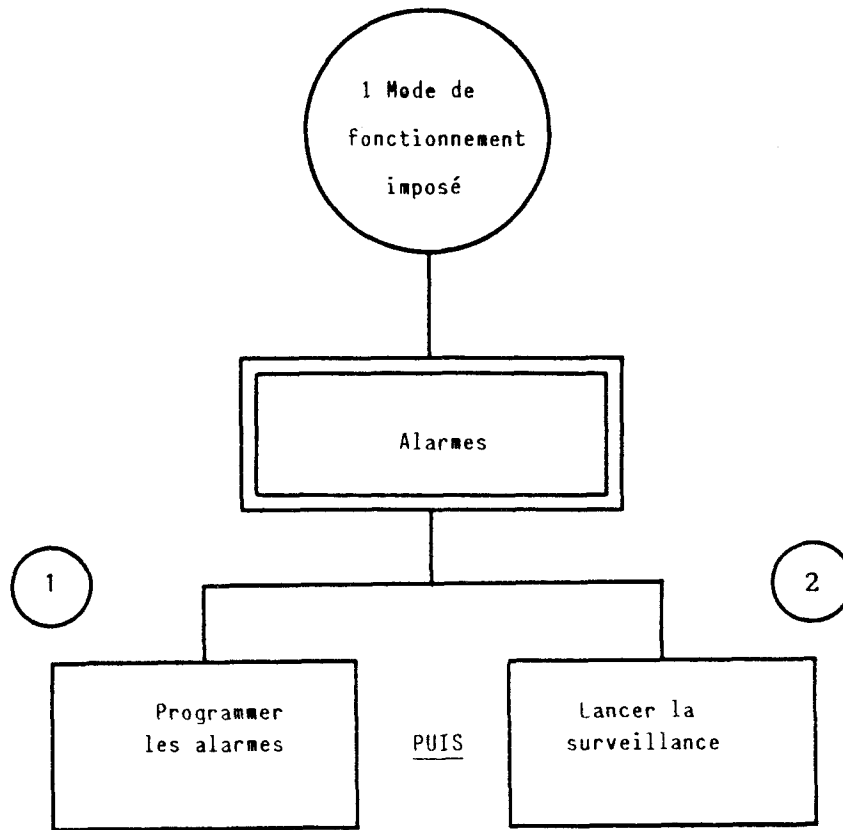 1 Mode de
fonctionnement
imposé
Alarmes
1
2
Programmer
les alarmes
PUIS
Lancer la
surveillance